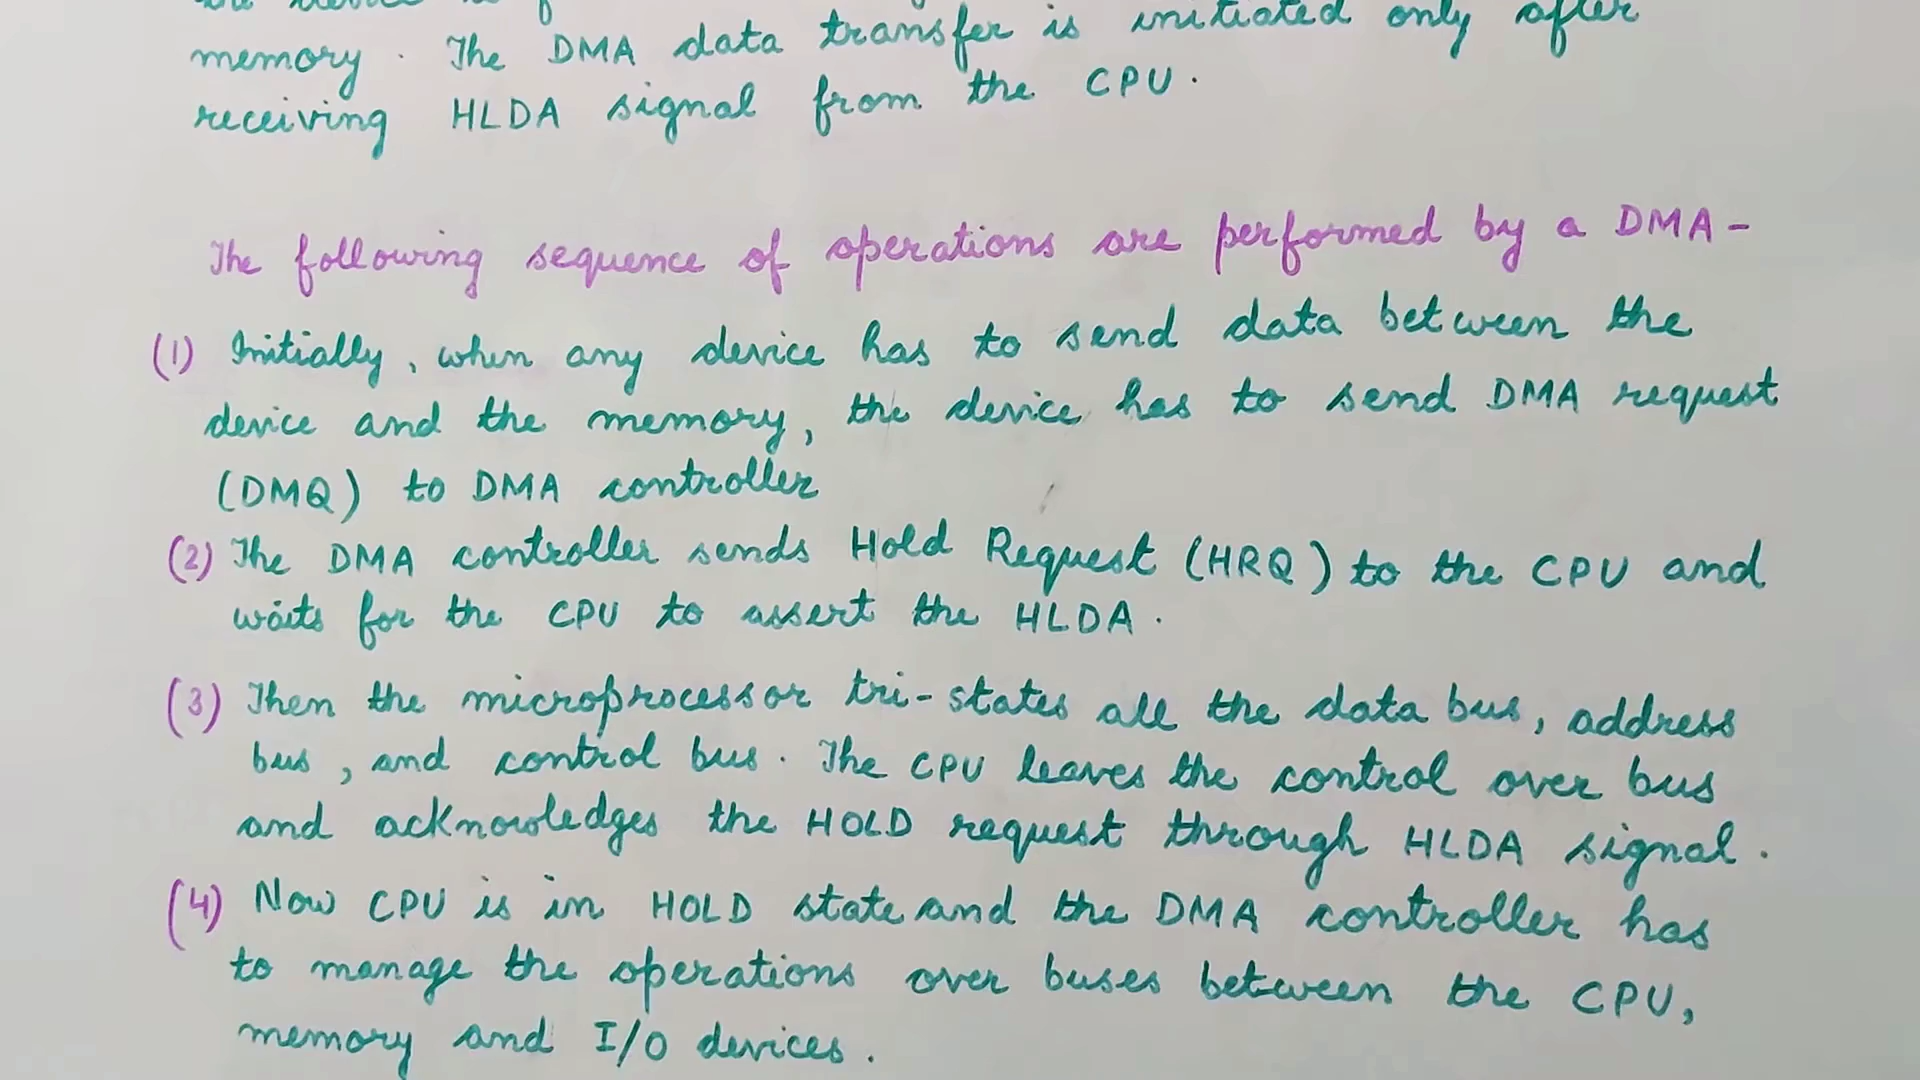 the device
memory. The DMA data transfer is initiated only after
receiving HLDA signal from the CPU.
The following sequence of operations are performed by a DMA-
(1) Initially, when any device has to send data between the
device and the memory, the device has to send DMA request
(DMQ) to DMA controller
(2) The DMA controller sends Hold Request (HRQ) to the CPU and
waits for the CPU to assert the HLDA.
(3) Then the microprocessor tri-states all the data bus, address
bus, and control bus. The CPU leaves the control over bus
and acknowledges the HOLD request through HLDA signal.
(4) Now CPU is in HOLD state and the DMA controller has
to manage the operations over buses between the CPU,
memory and I/O devices.